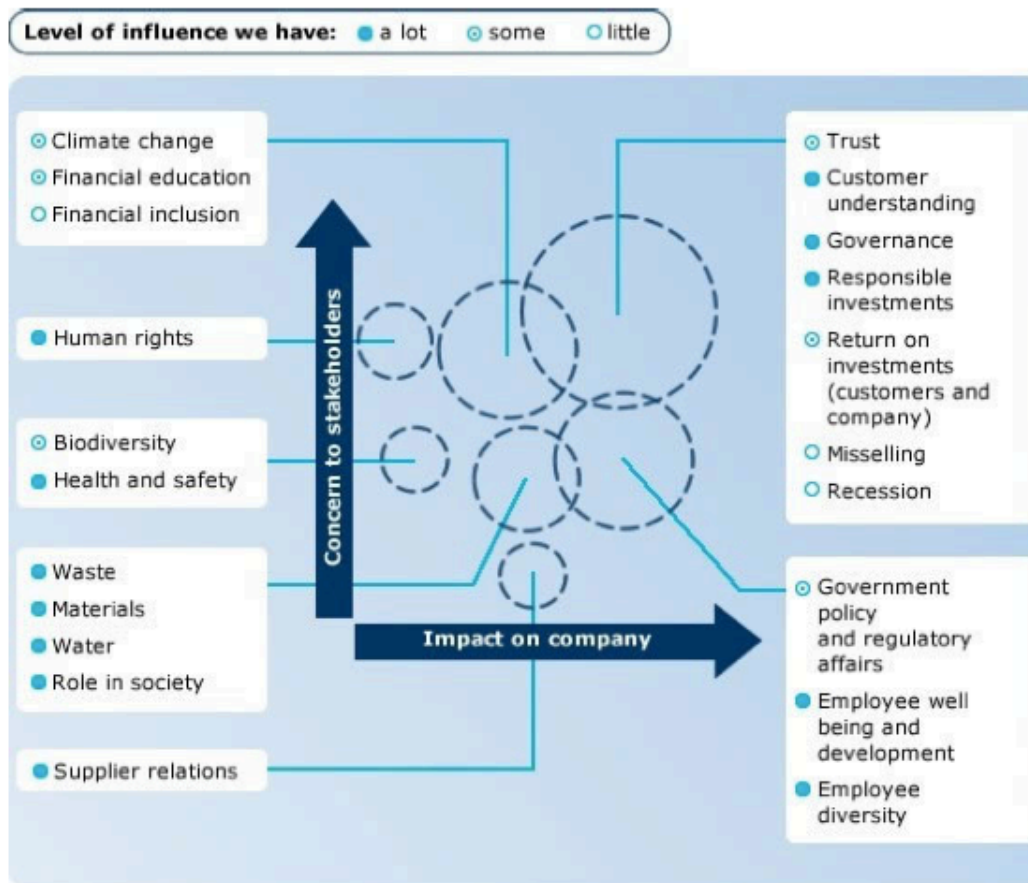 Level of influence we have: a lot some little
Climate change
Financial education
Financial inclusion
Human rights
Biodiversity
Health and safety
Waste
Materials
Water
Role in society
Supplier relations
Concern to stakeholders
Impact on company
Trust
Customer
understanding
Governance
Responsible
investments
Return on
investments
(customers and
company)
Misselling
Recession
Government
policy
and regulatory
affairs
Employee well
being and
development
Employee
diversity